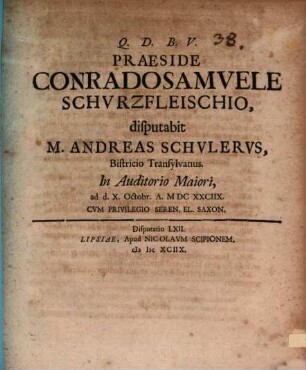 Q. D. B. V. 38.
PRAESIDE
CONRADO SAMVELE
SCHVRZFLEISCHIO,
disputabit
M. ANDREAS SCHVLERVS,
Bistricio Transylvanus.
In Auditorio Maiori,
ad d. X. Octobr. A. M DC XXCIIX.
CVM PRIVILEGIO SEREN. EL. SAXON.
Disputatio LXII.
LIPSIAE, Apud NICOLAVM SCIPIONEM,
cIɔ Iɔc XCIIX.